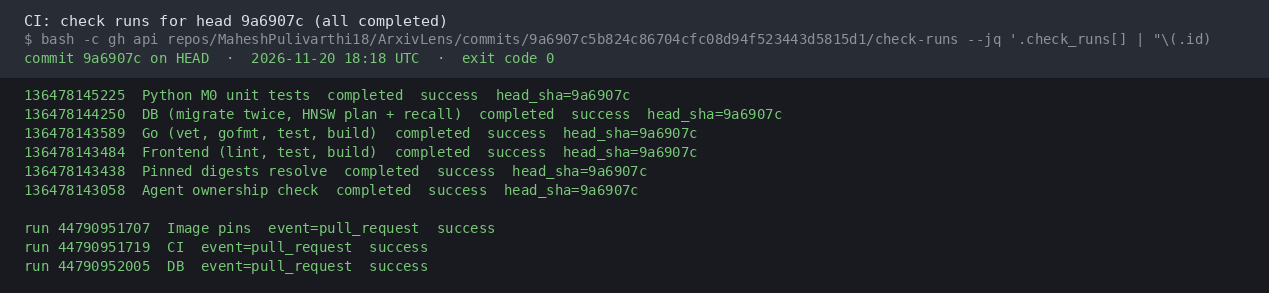 CI: check runs for head 9a6907c (all completed)
$ bash -c gh api repos/MaheshPulivarthi18/ArxivLens/commits/9a6907c5b824c86704cfc08d94f523443d5815d1/check-runs --jq '.check_runs[] | "\(.id)
commit 9a6907c on HEAD · 2026-11-20 18:18 UTC · exit code 0
136478145225 Python M0 unit tests completed success head_sha=9a6907c
136478144250 DB (migrate twice, HNSW plan + recall) completed success head_sha=9a6907c
136478143589 Go (vet, gofmt, test, build) completed success head_sha=9a6907c
136478143484 Frontend (lint, test, build) completed success head_sha=9a6907c
136478143438 Pinned digests resolve completed success head_sha=9a6907c
136478143058 Agent ownership check completed success head_sha=9a6907c
run 44790951707 Image pins event=pull_request success
run 44790951719 CI event=pull_request success
run 44790952005 DB event=pull_request success